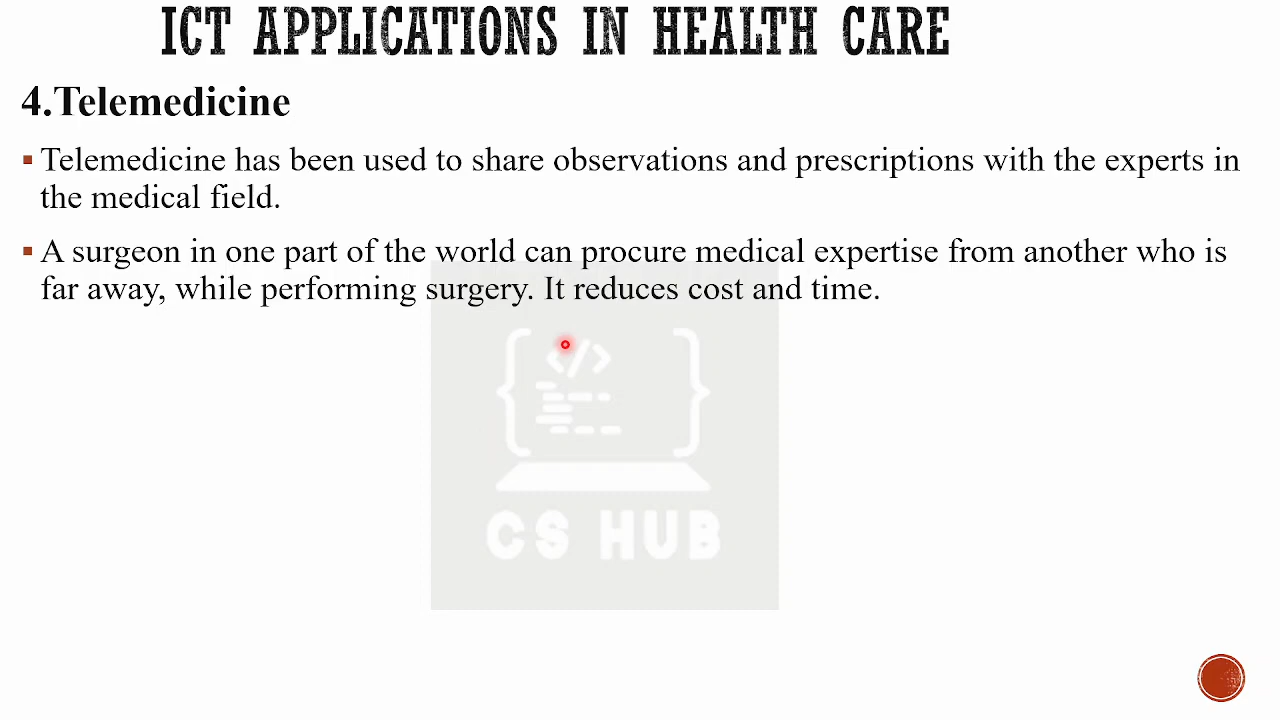 ICT APPLICATIONS IN HEALTH CARE
4.Telemedicine
▪ Telemedicine has been used to share observations and prescriptions with the experts in
the medical field.
▪ A surgeon in one part of the world can procure medical expertise from another who is
far away, while performing surgery. It reduces cost and time.
{ </> }
CS HUB